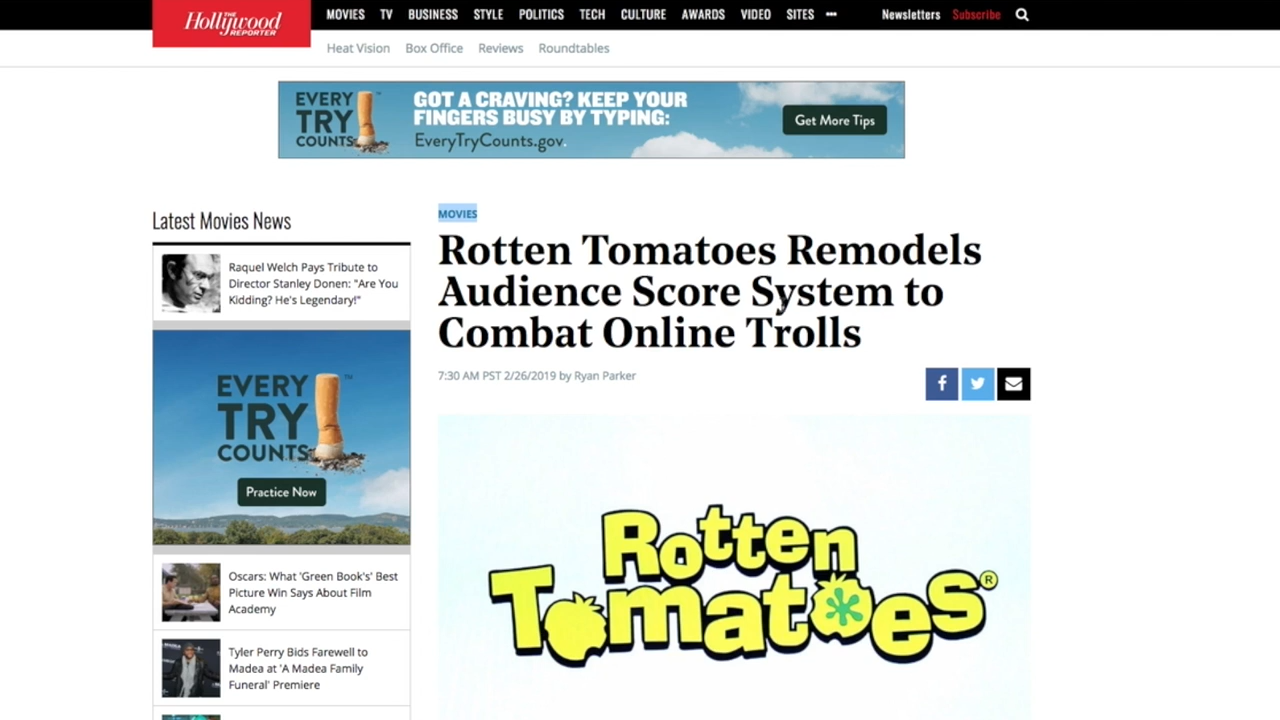 THE
Hollywood
REPORTER
MOVIES TV BUSINESS STYLE POLITICS TECH CULTURE AWARDS VIDEO SITES ••• Newsletters Subscribe
Heat Vision Box Office Reviews Roundtables
EVERY
TRY
COUNTS
™
GOT A CRAVING? KEEP YOUR
FINGERS BUSY BY TYPING:
EveryTryCounts.gov.
Get More Tips
Latest Movies News
Raquel Welch Pays Tribute to
Director Stanley Donen: "Are You
Kidding? He's Legendary!"
EVERY
TRY
COUNTS
™
Practice Now
Oscars: What 'Green Book's' Best
Picture Win Says About Film
Academy
Tyler Perry Bids Farewell to
Madea at 'A Madea Family
Funeral' Premiere
MOVIES
Rotten Tomatoes Remodels
Audience Score System to
Combat Online Trolls
7:30 AM PST 2/26/2019 by Ryan Parker
Rotten
Tomatoes®